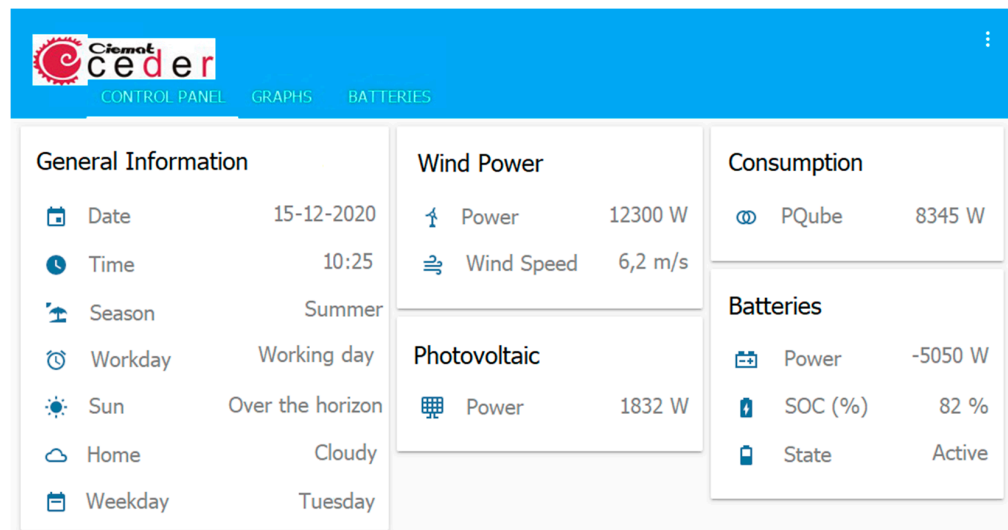 Ciemat
ceder
CONTROL PANEL GRAPHS BATTERIES
General Information
Date 15-12-2020
Time 10:25
Season Summer
Workday Working day
Sun Over the horizon
Home Cloudy
Weekday Tuesday
Wind Power
Power 12300 W
Wind Speed 6,2 m/s
Photovoltaic
Power 1832 W
Consumption
PQube 8345 W
Batteries
Power -5050 W
SOC (%) 82 %
State Active